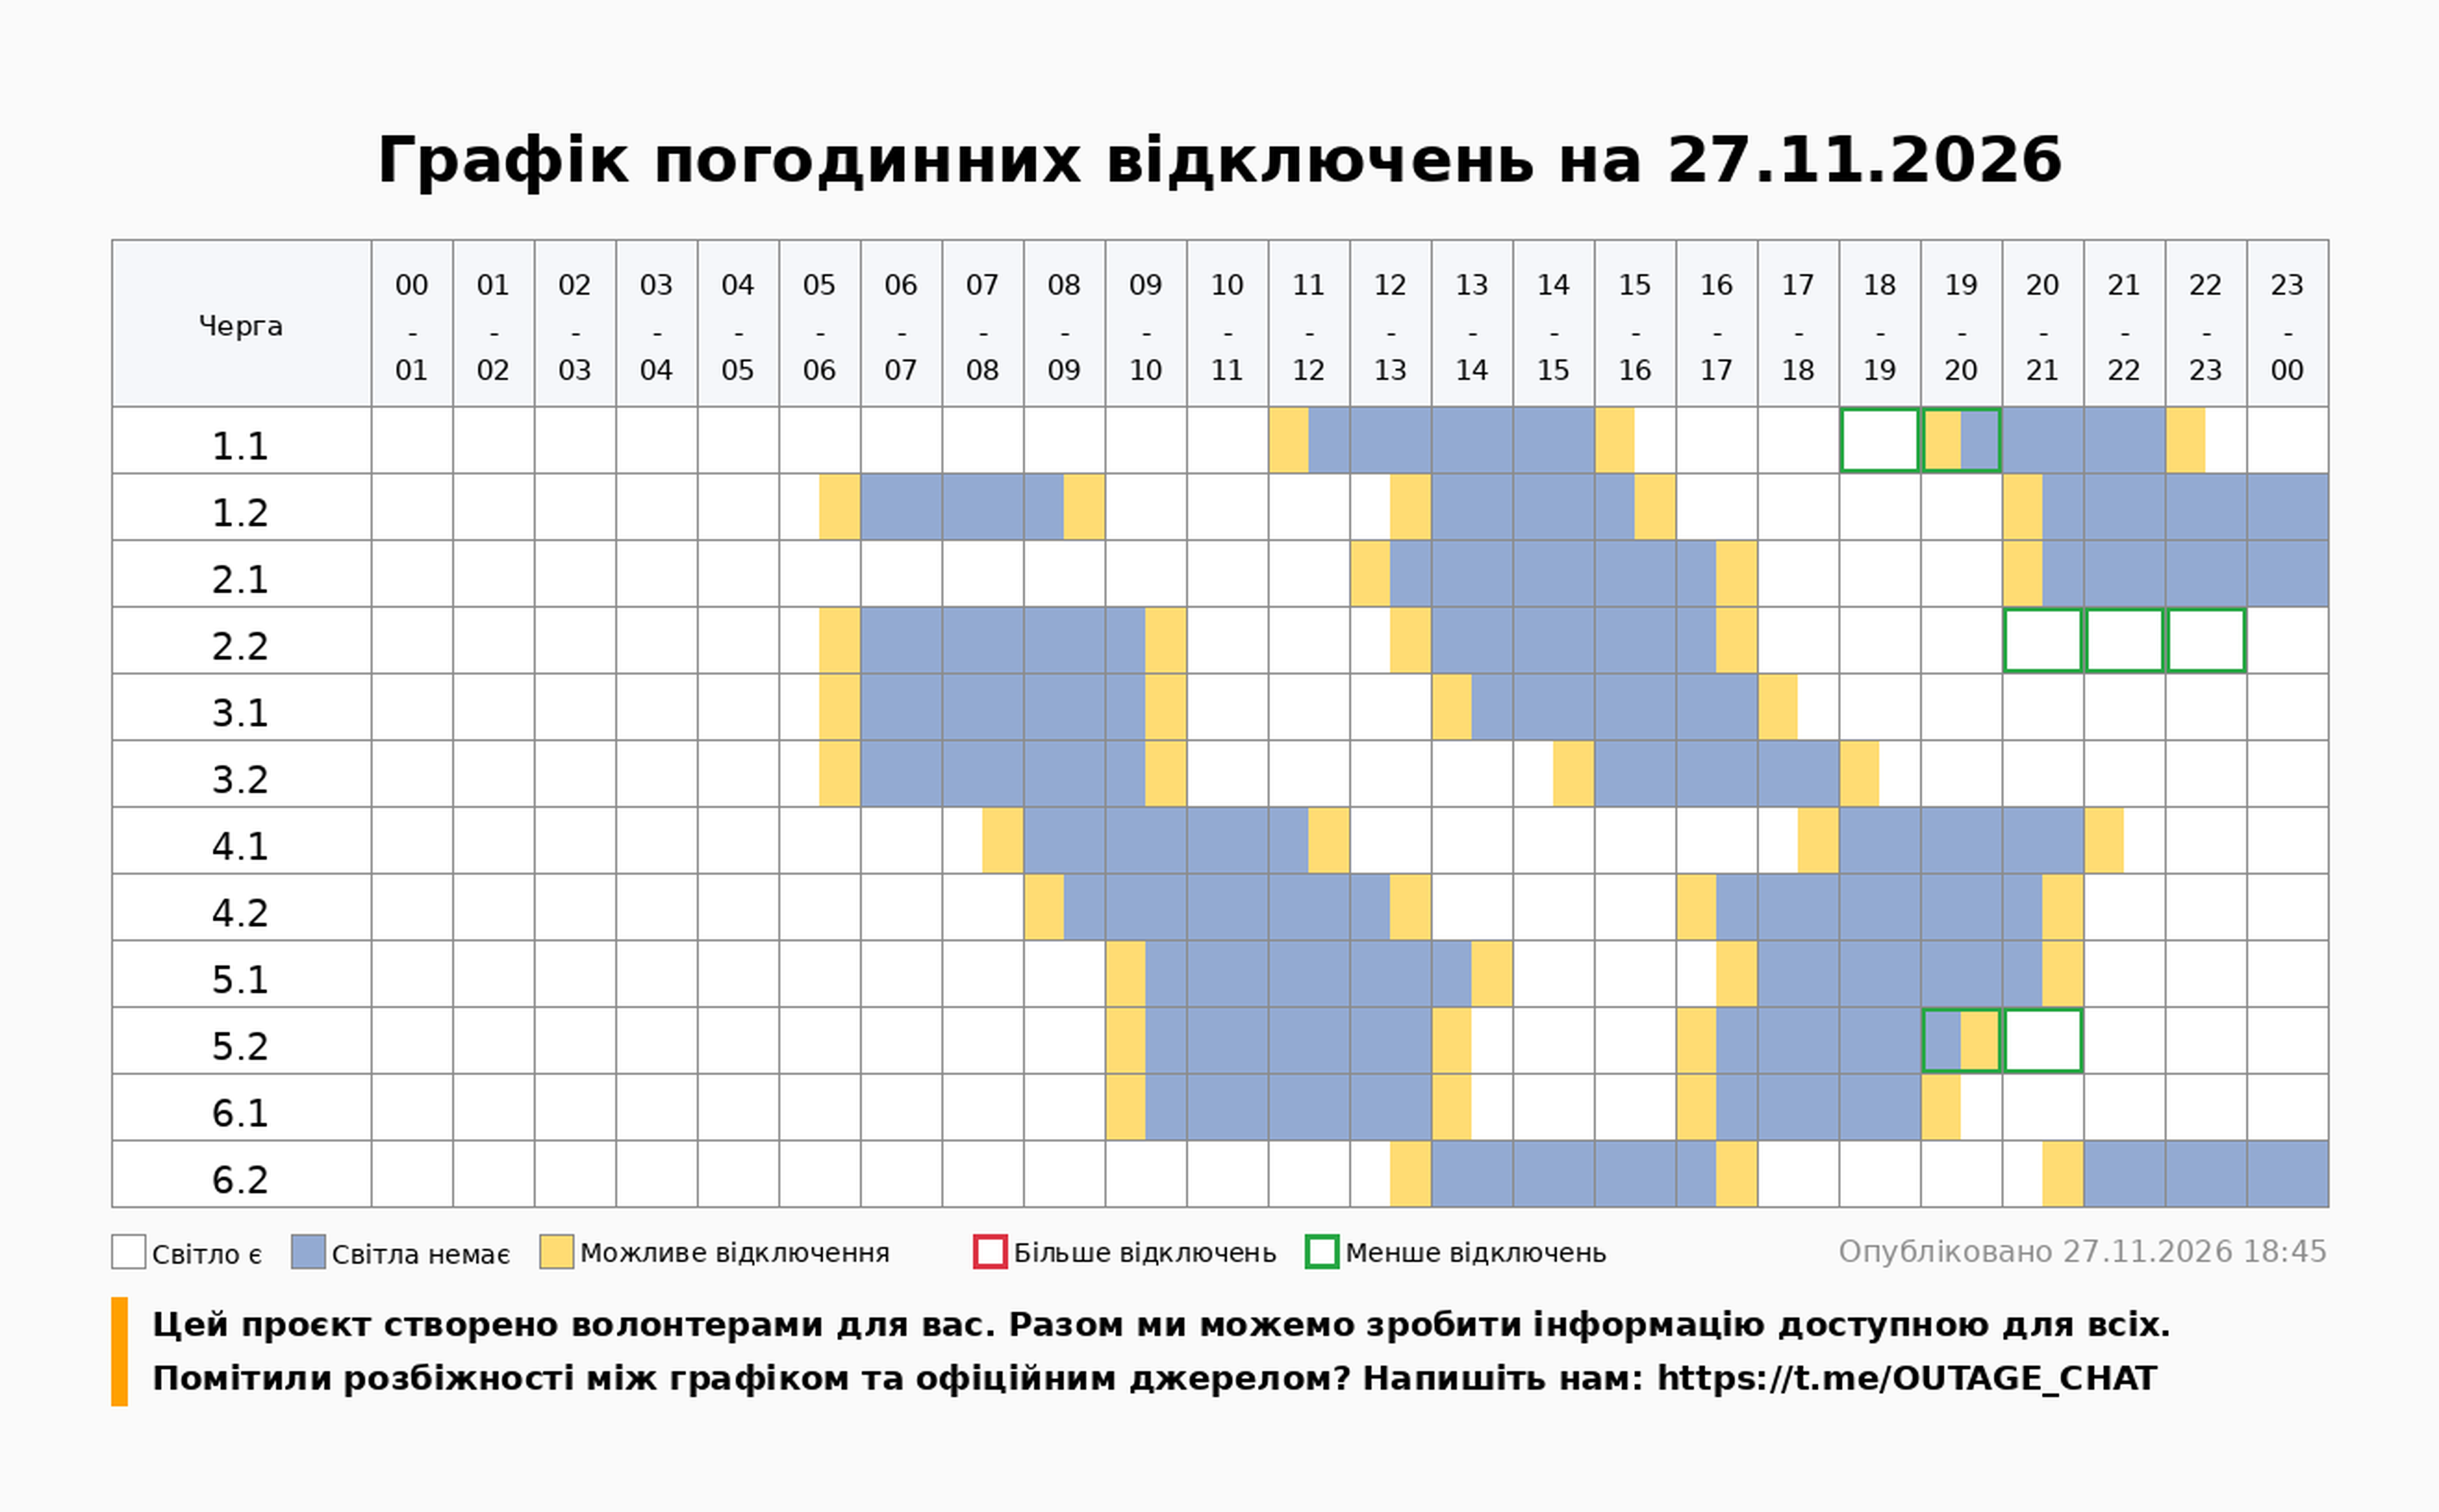 Графік погодинних відключень на 27.11.2026
Черга 00 - 01 01 - 02 02 - 03 03 - 04 04 - 05 05 - 06 06 - 07 07 - 08 08 - 09 09 - 10 10 - 11 11 - 12 12 - 13 13 - 14 14 - 15 15 - 16 16 - 17 17 - 18 18 - 19 19 - 20 20 - 21 21 - 22 22 - 23 23 - 00
1.1
1.2
2.1
2.2
3.1
3.2
4.1
4.2
5.1
5.2
6.1
6.2
Світло є Світла немає Можливе відключення Більше відключень Менше відключень Опубліковано 27.11.2026 18:45
Цей проєкт створено волонтерами для вас. Разом ми можемо зробити інформацію доступною для всіх.
Помітили розбіжності між графіком та офіційним джерелом? Напишіть нам: https://t.me/OUTAGE_CHAT